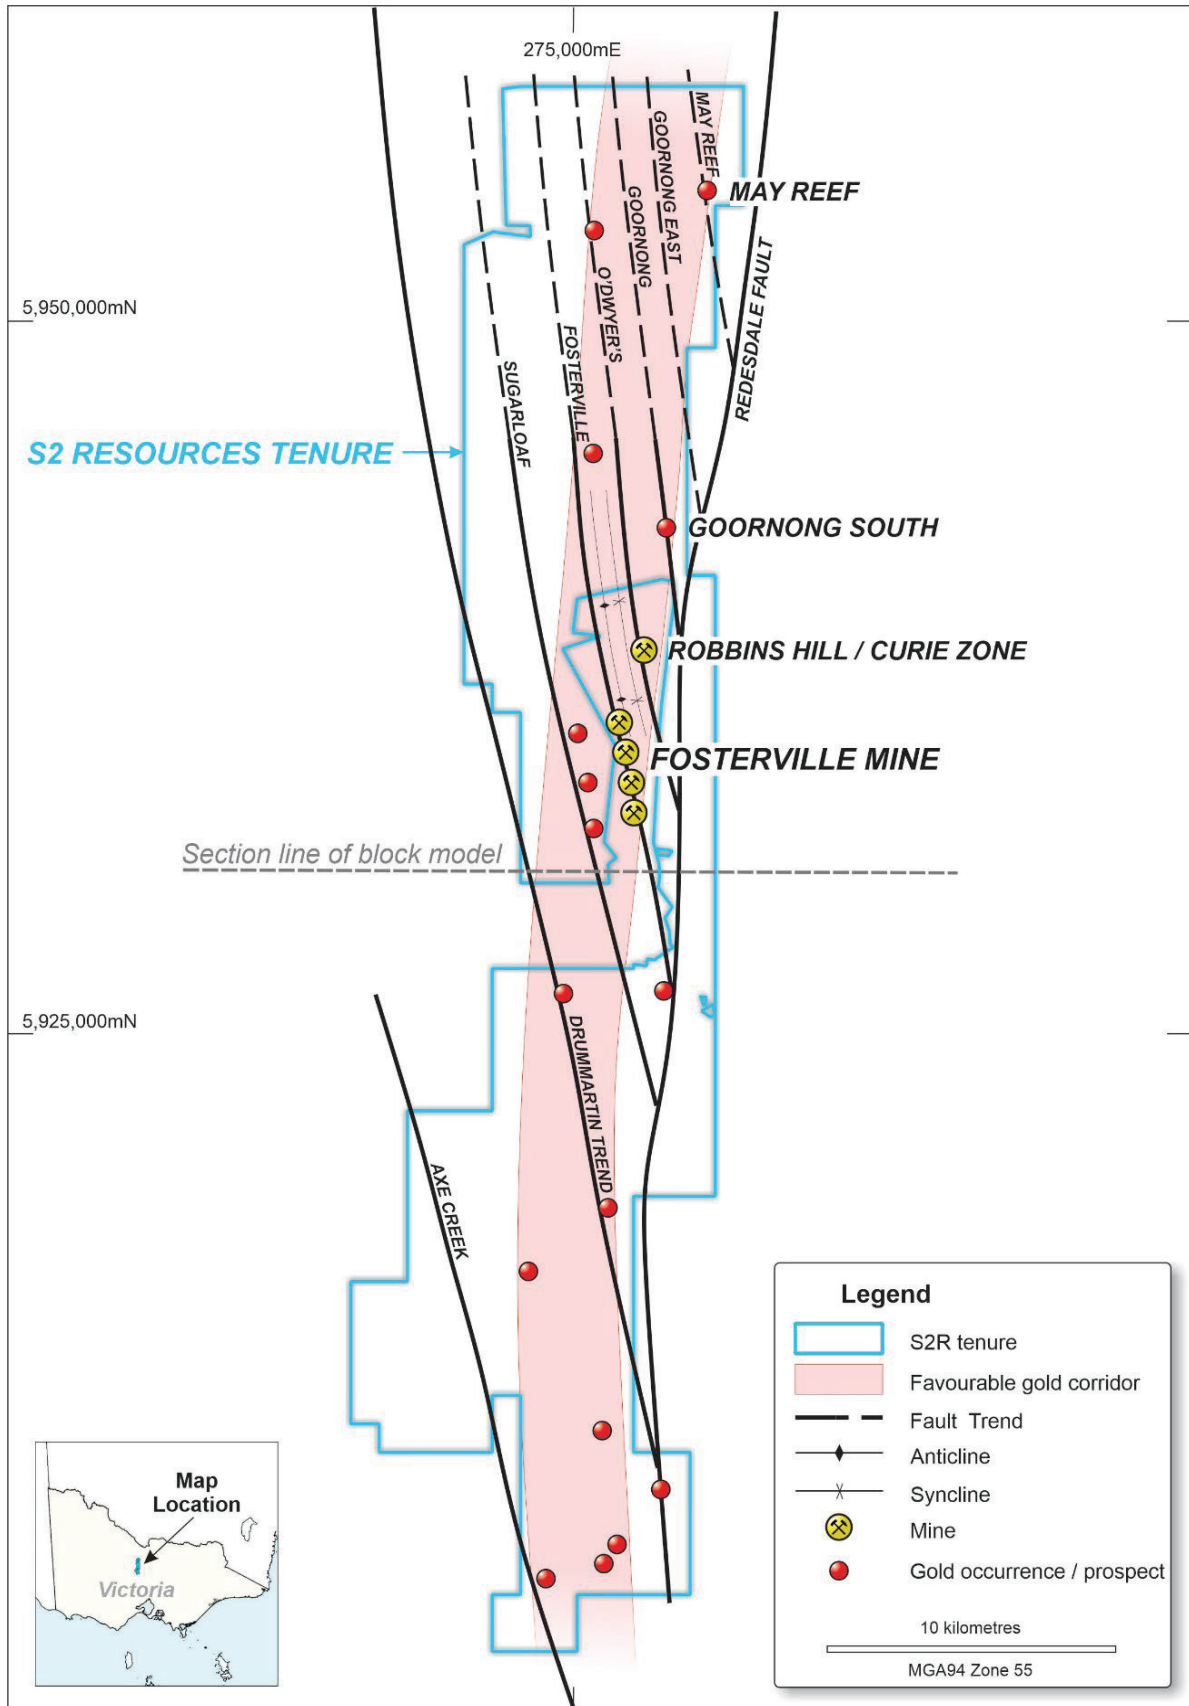 275,000mE
MAY REEF
GOORNONG EAST
GOORNONG
MAY REEF
O'DWYER'S
REDESDALE FAULT
5,950,000mN
FOSTERVILLE
SUGARLOAF
S2 RESOURCES TENURE
GOORNONG SOUTH
ROBBINS HILL / CURIE ZONE
FOSTERVILLE MINE
Section line of block model
5,925,000mN
DRUMMARTIN TREND
AXE CREEK
Legend
S2R tenure
Favourable gold corridor
Fault Trend
Anticline
Syncline
Mine
Gold occurrence / prospect
10 kilometres
MGA94 Zone 55
Map
Location
Victoria